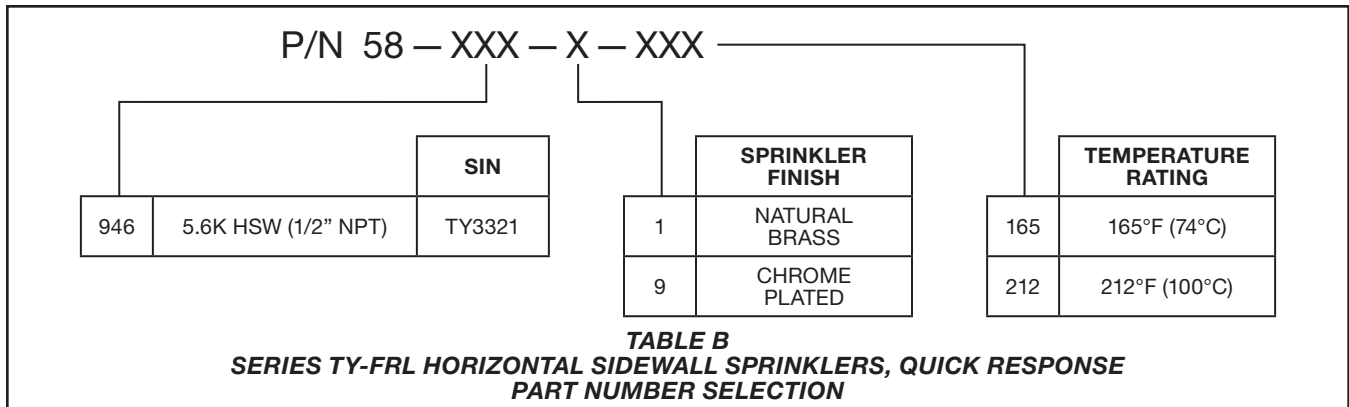 P/N 58 — XXX — X — XXX
SIN
946 5.6K HSW (1/2” NPT) TY3321
SPRINKLER
FINISH
1 NATURAL
BRASS
9 CHROME
PLATED
TEMPERATURE
RATING
165 165°F (74°C)
212 212°F (100°C)
TABLE B
SERIES TY-FRL HORIZONTAL SIDEWALL SPRINKLERS, QUICK RESPONSE
PART NUMBER SELECTION